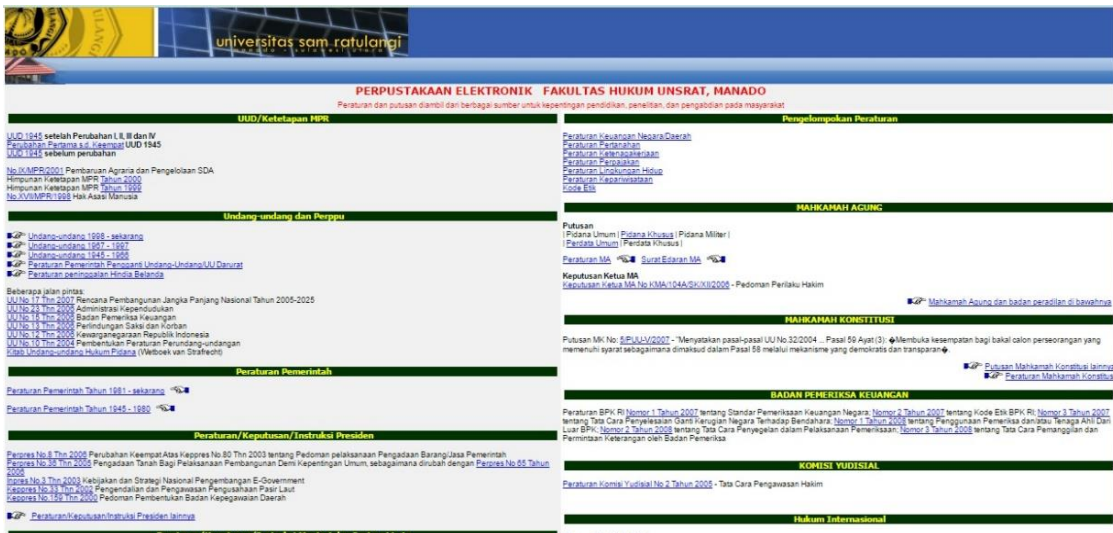 universitas sam ratulangi
PERPUSTAKAAN ELEKTRONIK FAKULTAS HUKUM UNSRAT, MANADO
Peraturan dan putusan diambil dari berbagai sumber untuk kepentingan pendidikan, penelitian, dan pengabdian pada masyarakat
UUD/Ketetapan MPR
UUD 1945 setelah Perubahan I, II, III dan IV
Perubahan Pertama s.d. Keempat UUD 1945
UUD 1945 sebelum perubahan
No.IX/MPR/2001 Pembaruan Agraria dan Pengelolaan SDA
Himpunan Ketetapan MPR Tahun 2000
Himpunan Ketetapan MPR Tahun 1999
No.XVII/MPR/1998 Hak Asasi Manusia
Undang-undang dan Perppu
Undang-undang 1998 - sekarang
Undang-undang 1967 - 1997
Undang-undang 1945 - 1966
Peraturan Pemerintah Pengganti Undang-Undang/UU Darurat
Peraturan peninggalan Hindia Belanda
Beberapa jalan pintas:
UU No.17 Thn 2007 Rencana Pembangunan Jangka Panjang Nasional Tahun 2005-2025
UU No.23 Thn 2006 Administrasi Kependudukan
UU No.15 Thn 2006 Badan Pemeriksa Keuangan
UU No.13 Thn 2006 Perlindungan Saksi dan Korban
UU No.12 Thn 2006 Kewarganegaraan Republik Indonesia
UU No.10 Thn 2004 Pembentukan Peraturan Perundang-undangan
Kitab Undang-undang Hukum Pidana (Wetboek van Strafrecht)
Peraturan Pemerintah
Peraturan Pemerintah Tahun 1981 - sekarang
Peraturan Pemerintah Tahun 1945 - 1980
Peraturan/Keputusan/Instruksi Presiden
Perpres No.8 Thn 2006 Perubahan Keempat Atas Keppres No.80 Thn 2003 tentang Pedoman pelaksanaan Pengadaan Barang/Jasa Pemerintah
Perpres No.36 Thn 2005 Pengadaan Tanah Bagi Pelaksanaan Pembangunan Demi Kepentingan Umum, sebagaimana dirubah dengan Perpres No 65 Tahun
2006
Inpres No.3 Thn 2003 Kebijakan dan Strategi Nasional Pengembangan E-Government
Keppres No.33 Thn 2002 Pengendalian dan Pengawasan Pengusahaan Pasir Laut
Keppres No.159 Thn 2000 Pedoman Pembentukan Badan Kepegawaian Daerah
Peraturan/Keputusan/Instruksi Presiden lainnya
Pengelompokan Peraturan
Peraturan Keuangan Negara/Daerah
Peraturan Pertanahan
Peraturan Ketenagakerjaan
Peraturan Perpajakan
Peraturan Lingkungan Hidup
Peraturan Kepariwisataan
Kode Etik
MAHKAMAH AGUNG
Putusan
| Pidana Umum | Pidana Khusus | Pidana Militer |
| Perdata Umum | Perdata Khusus |
Peraturan MA Surat Edaran MA
Keputusan Ketua MA
Keputusan Ketua MA No KMA/104A/SK/XII/2006 - Pedoman Perilaku Hakim
Mahkamah Agung dan badan peradilan di bawahnya
MAHKAMAH KONSTITUSI
Putusan MK No: 5/PUU-V/2007 - "Menyatakan pasal-pasal UU No.32/2004 ... Pasal 59 Ayat (3): �Membuka kesempatan bagi bakal calon perseorangan yang
memenuhi syarat sebagaimana dimaksud dalam Pasal 58 melalui mekanisme yang demokratis dan transparan�.
Putusan Mahkamah Konstitusi lainnya
Peraturan Mahkamah Konstitus
BADAN PEMERIKSA KEUANGAN
Peraturan BPK RI Nomor 1 Tahun 2007 tentang Standar Pemeriksaan Keuangan Negara; Nomor 2 Tahun 2007 tentang Kode Etik BPK RI; Nomor 3 Tahun 2007
tentang Tata Cara Penyelesaian Ganti Kerugian Negara Terhadap Bendahara; Nomor 1 Tahun 2008 tentang Penggunaan Pemeriksa dan/atau Tenaga Ahli Dari
Luar BPK; Nomor 2 Tahun 2008 tentang Tata Cara Penyegelan dalam Pelaksanaan Pemeriksaan; Nomor 3 Tahun 2008 tentang Tata Cara Pemanggilan dan
Permintaan Keterangan oleh Badan Pemeriksa
KOMISI YUDISIAL
Peraturan Komisi Yudisial No 2 Tahun 2005 - Tata Cara Pengawasan Hakim
Hukum Internasional